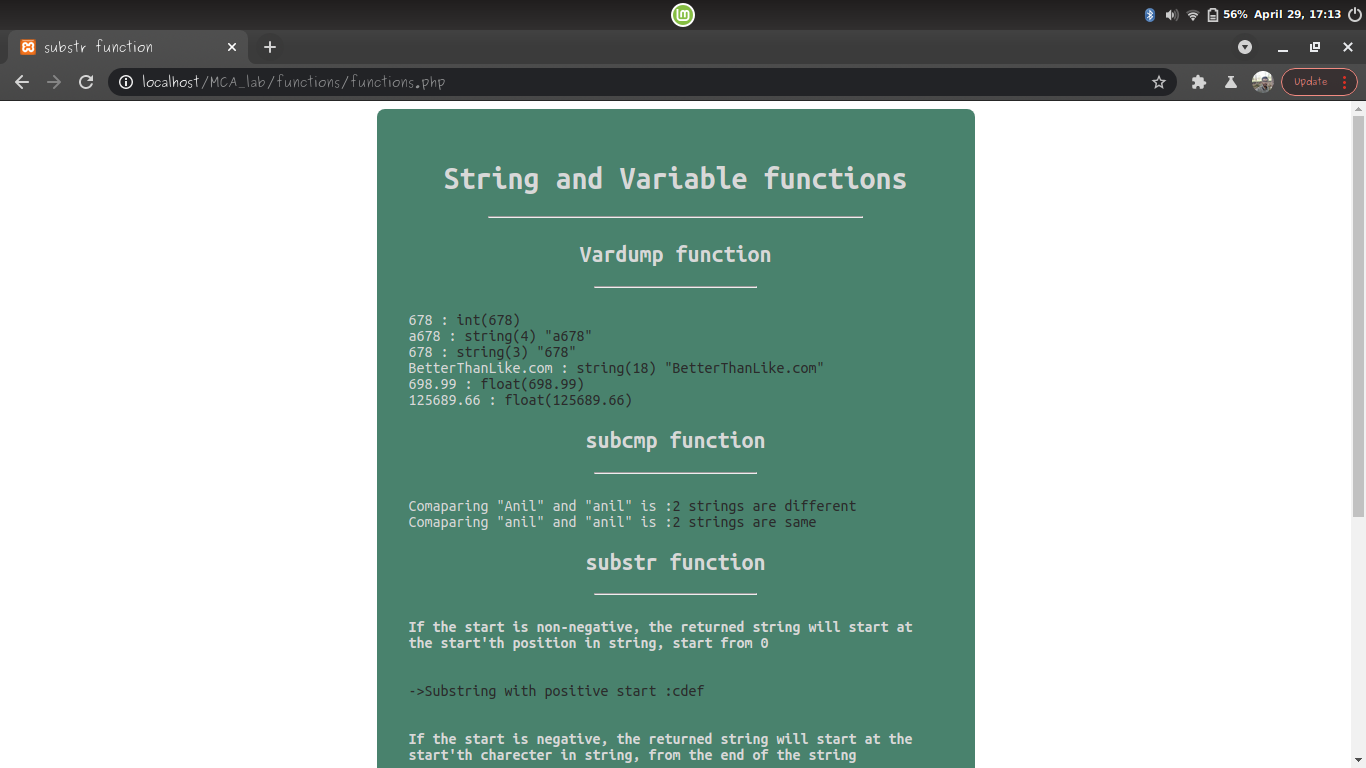 56% April 29, 17:13
substr function
localhost/MCA_lab/functions/functions.php
Update
String and Variable functions
Vardump function
678 : int(678)
a678 : string(4) "a678"
678 : string(3) "678"
BetterThanLike.com : string(18) "BetterThanLike.com"
698.99 : float(698.99)
125689.66 : float(125689.66)
subcmp function
Comaparing "Anil" and "anil" is :2 strings are different
Comaparing "anil" and "anil" is :2 strings are same
substr function
If the start is non-negative, the returned string will start at
the start'th position in string, start from 0
->Substring with positive start :cdef
If the start is negative, the returned string will start at the
start'th charecter in string, from the end of the string